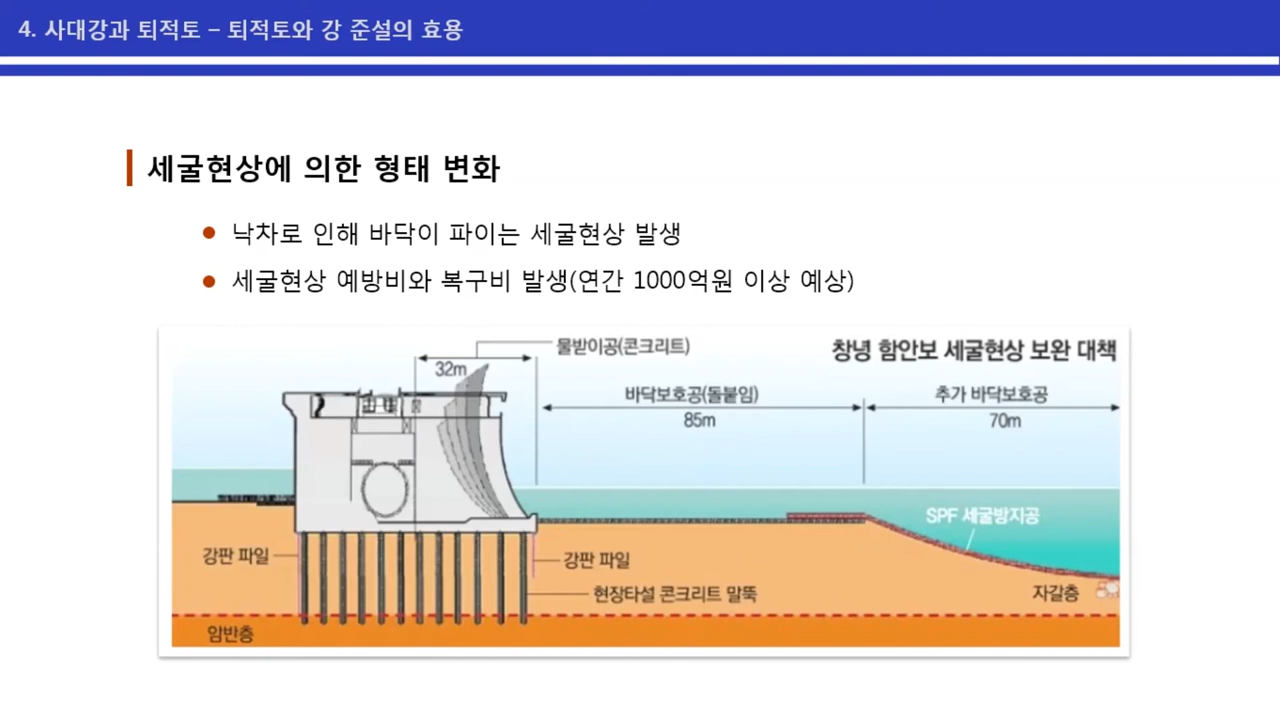 4. 사대강과 퇴적토 – 퇴적토와 강 준설의 효용
세굴현상에 의한 형태 변화
낙차로 인해 바닥이 파이는 세굴현상 발생
세굴현상 예방비와 복구비 발생(연간 1000억원 이상 예상)
물받이공(콘크리트)
창녕 함안보 세굴현상 보완 대책
32m
바닥보호공(돌붙임)
추가 바닥보호공
85m
70m
SPF 세굴방지공
강판 파일
강판 파일
현장타설 콘크리트 말뚝
자갈층
암반층